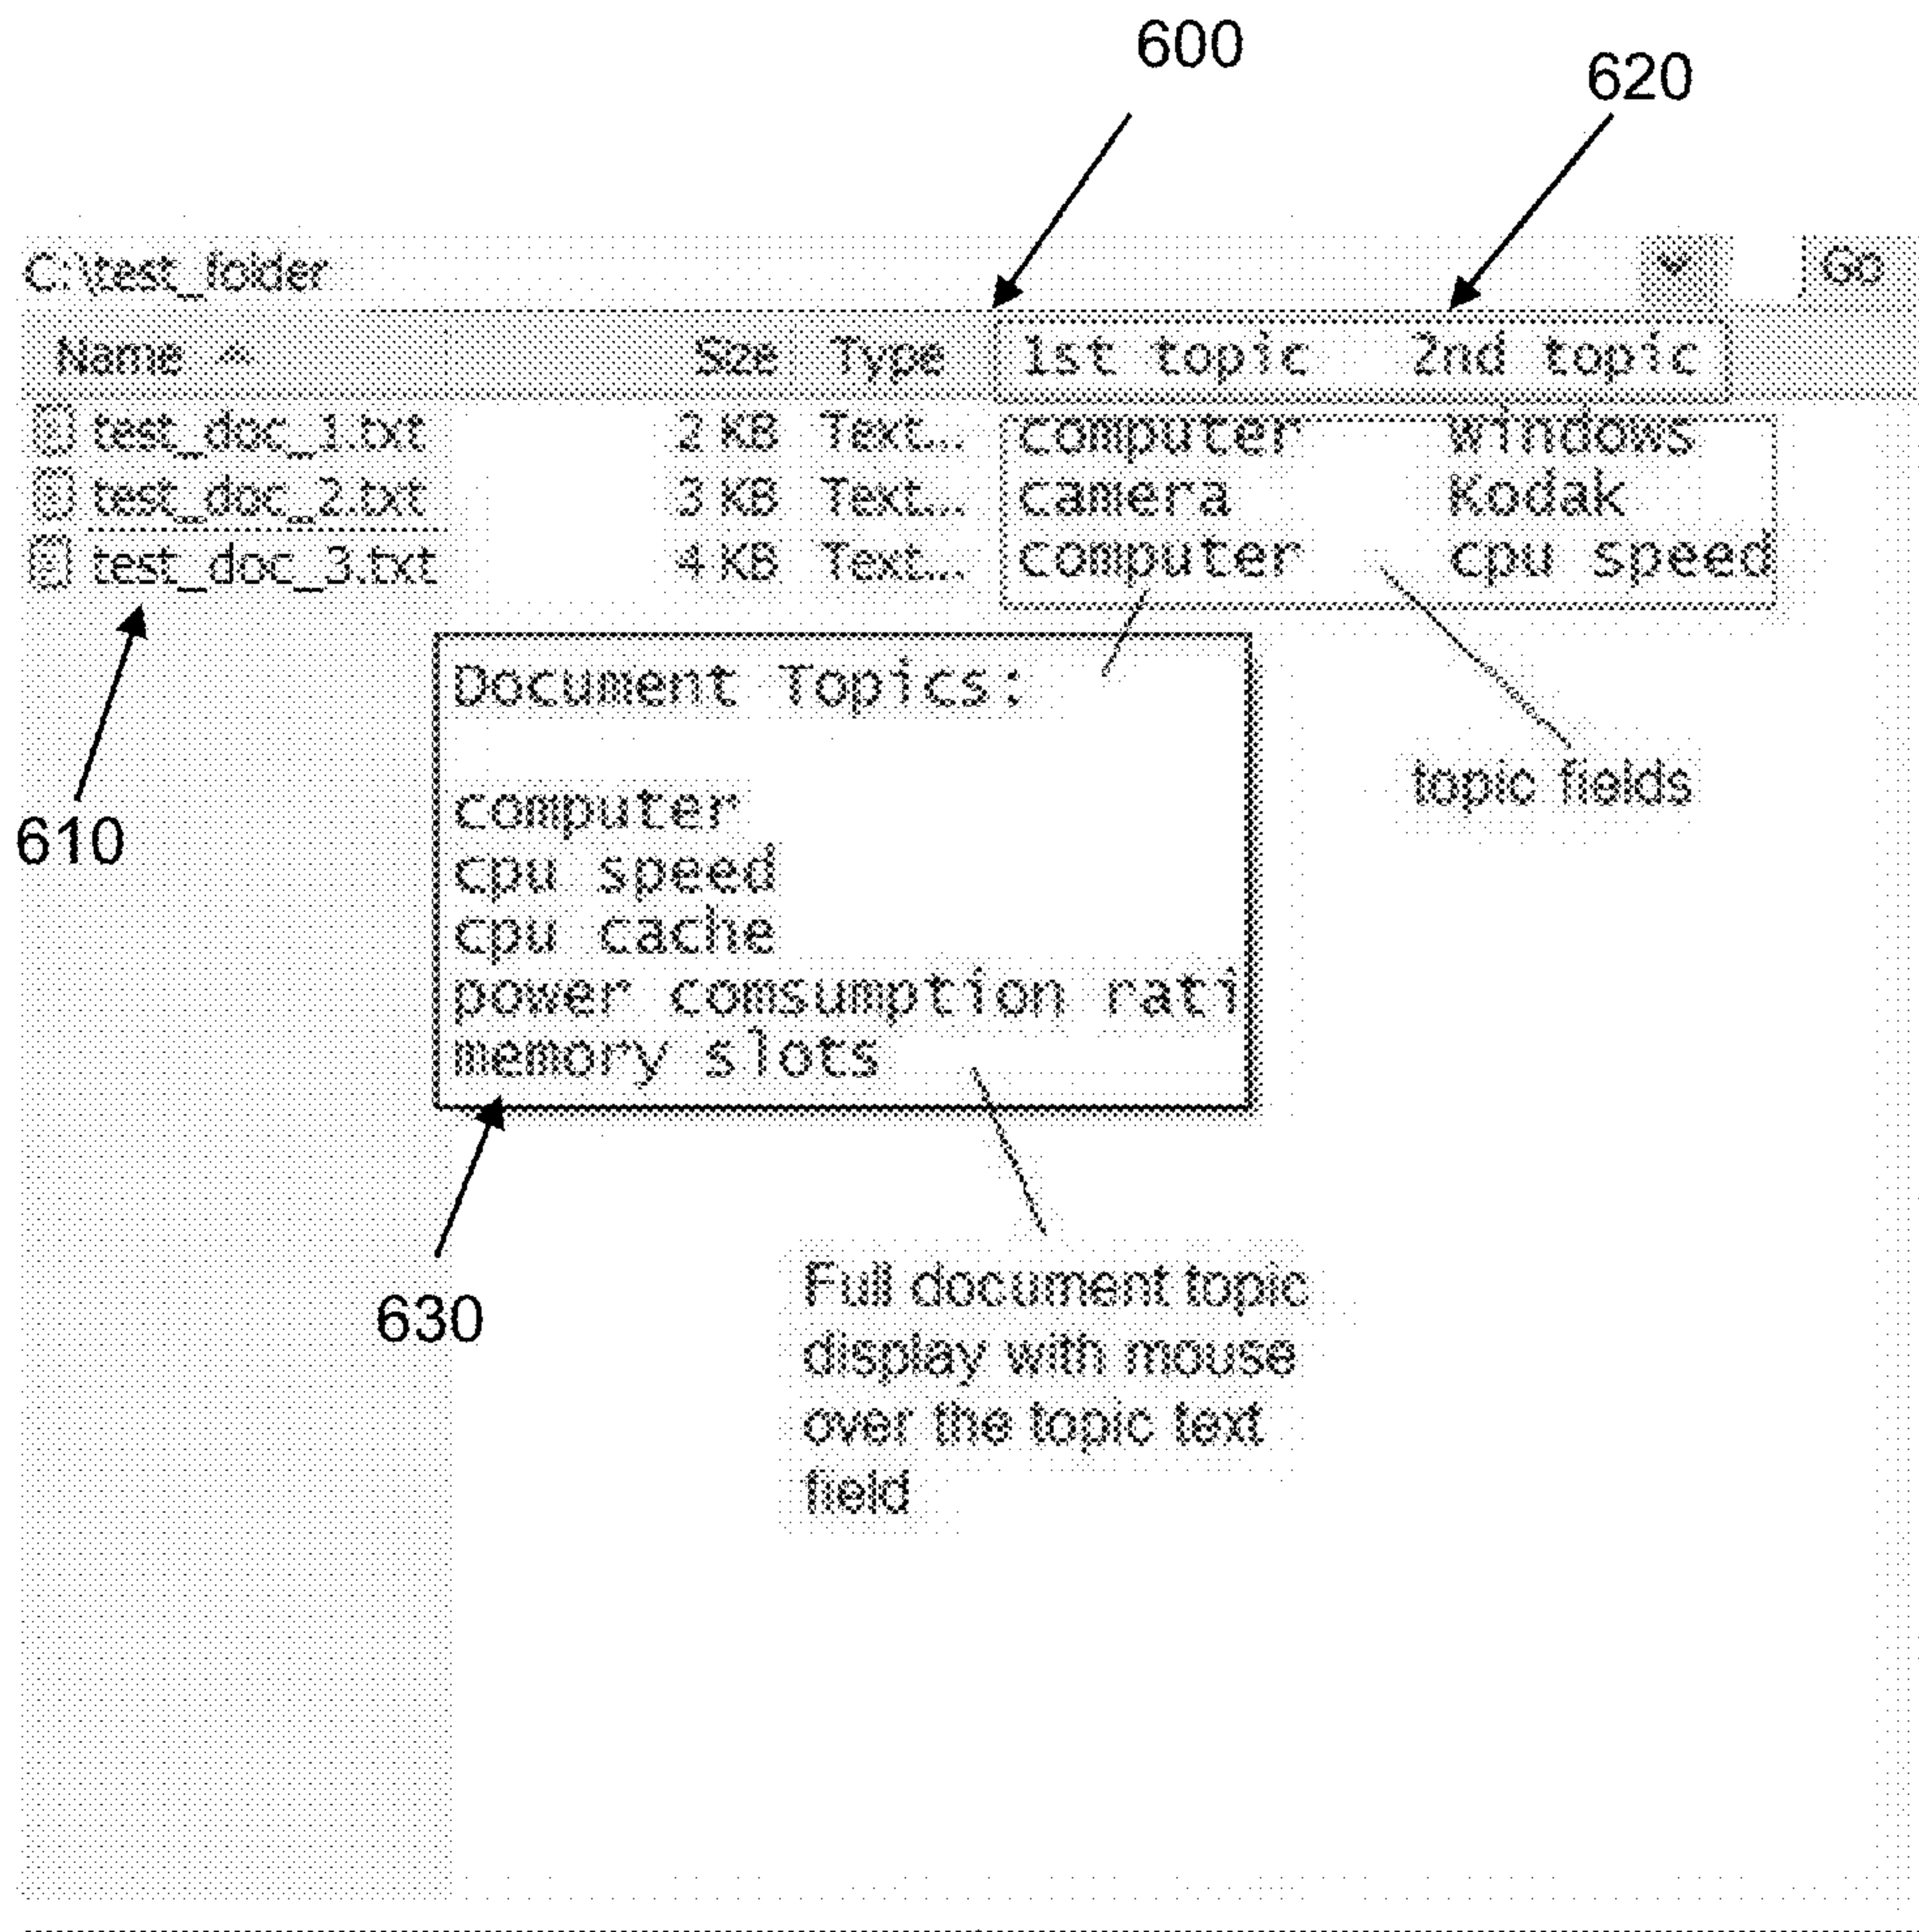 600
620
C:\test_folder Go
Name Size Type 1st topic 2nd topic
test_doc_1.txt 2 KB Text... computer windows
test_doc_2.txt 3 KB Text... camera Kodak
test_doc_3.txt 4 KB Text... computer cpu speed
Document Topics:
topic fields
computer
610
cpu speed
cpu cache
power comsumption rati
memory slots
630
Full document topic
display with mouse
over the topic text
field